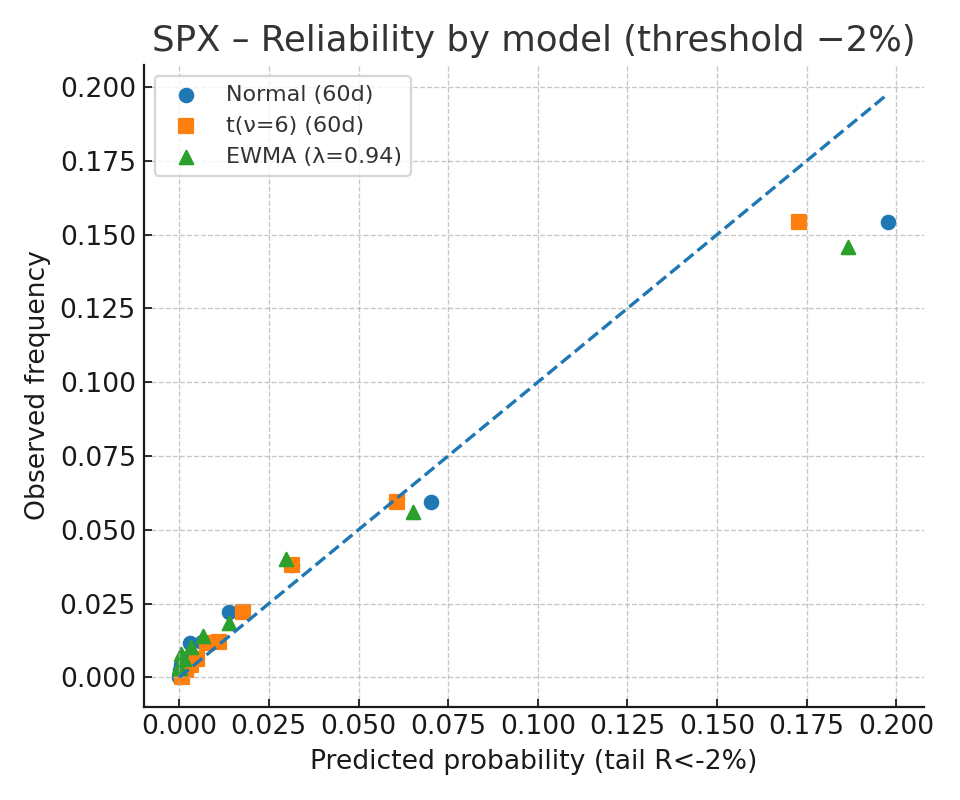 SPX – Reliability by model (threshold −2%)
Normal (60d)
t(ν=6) (60d)
EWMA (λ=0.94)
Observed frequency
0.200
0.175
0.150
0.125
0.100
0.075
0.050
0.025
0.000
0.000 0.025 0.050 0.075 0.100 0.125 0.150 0.175 0.200
Predicted probability (tail R<-2%)